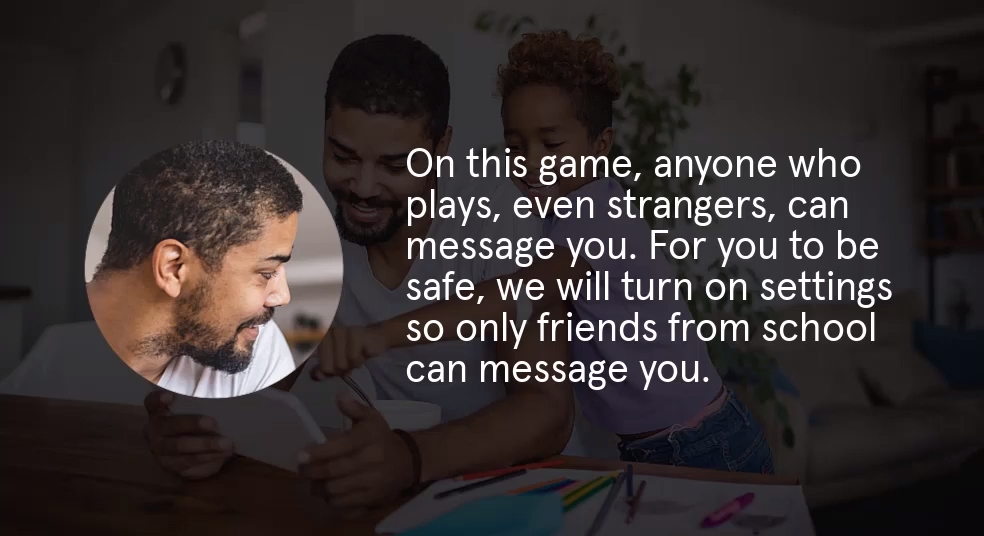 On this game, anyone who
plays, even strangers, can
message you. For you to be
safe, we will turn on settings
so only friends from school
can message you.